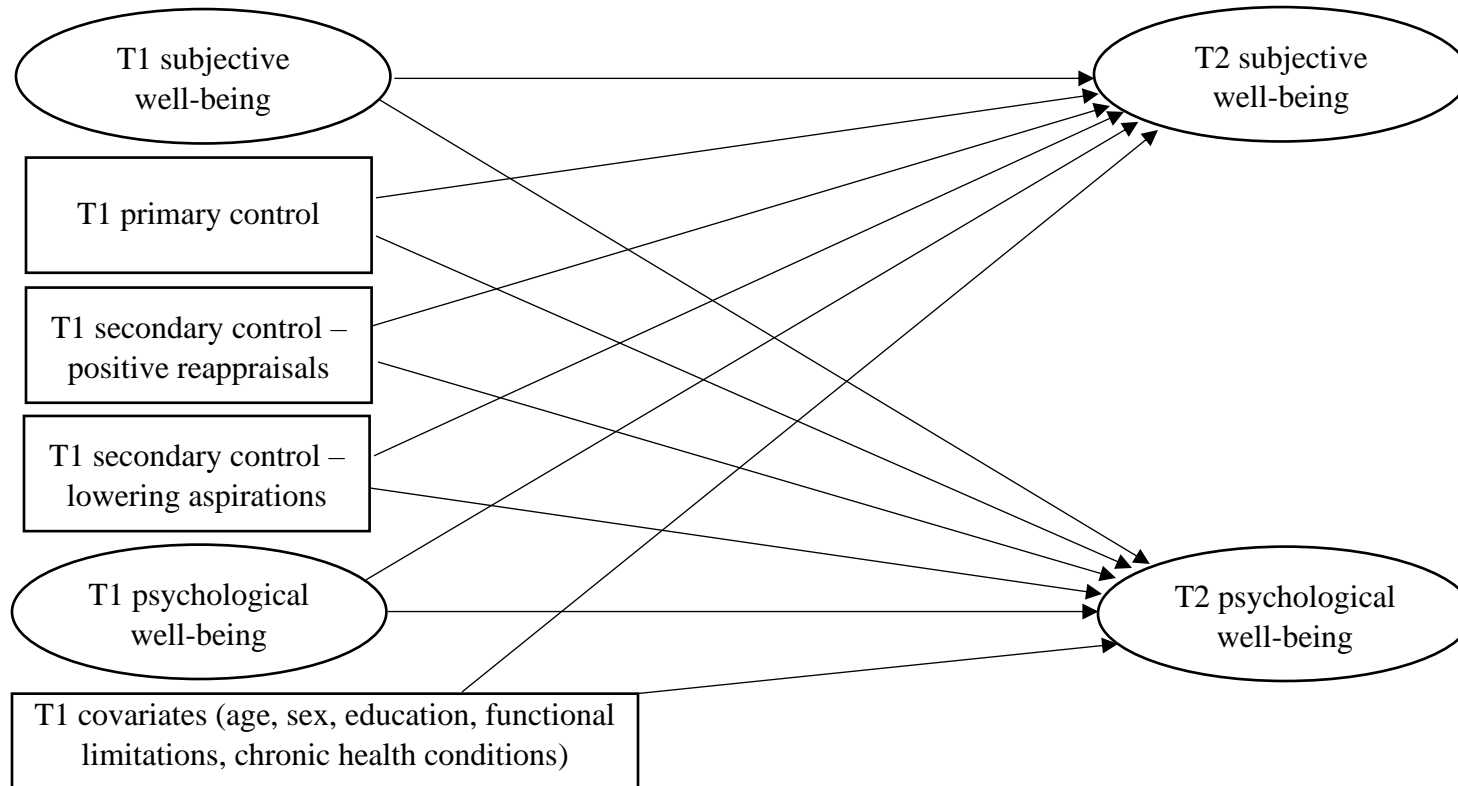 T1 subjective
well-being
T2 subjective
well-being
T1 primary control
T1 secondary control –
positive reappraisals
T1 secondary control –
lowering aspirations
T1 psychological
well-being
T2 psychological
well-being
T1 covariates (age, sex, education, functional
limitations, chronic health conditions)